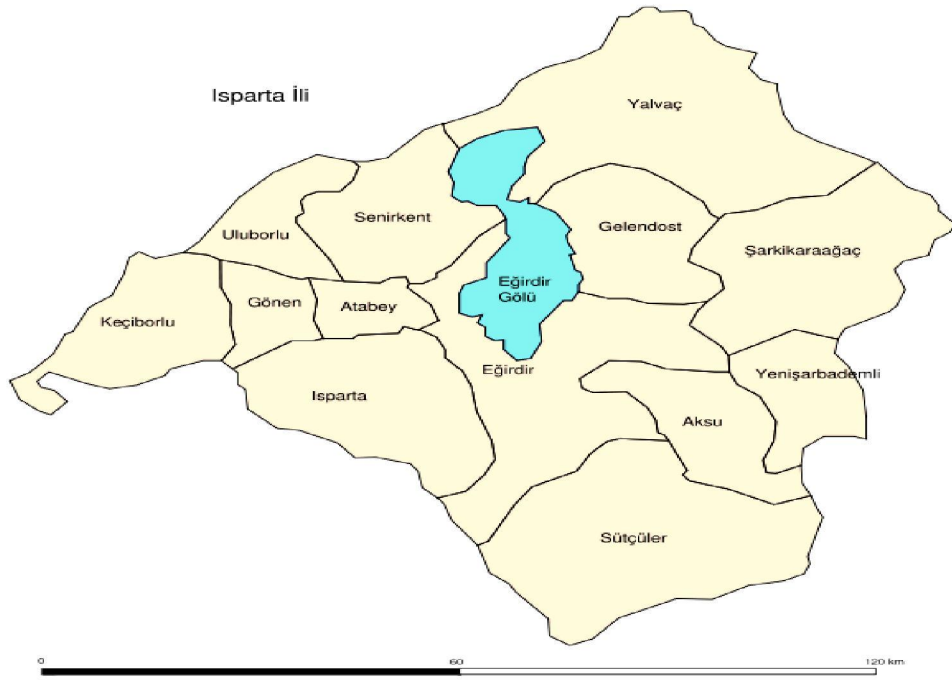 Isparta İli
Yalvaç
Senirkent
Uluborlu
Gelendost
Şarkikaraağaç
Eğirdir
Gölü
Gönen
Atabey
Keçiborlu
Eğirdir
Yenişarbademli
Isparta
Aksu
Sütçüler
0 60 120 km